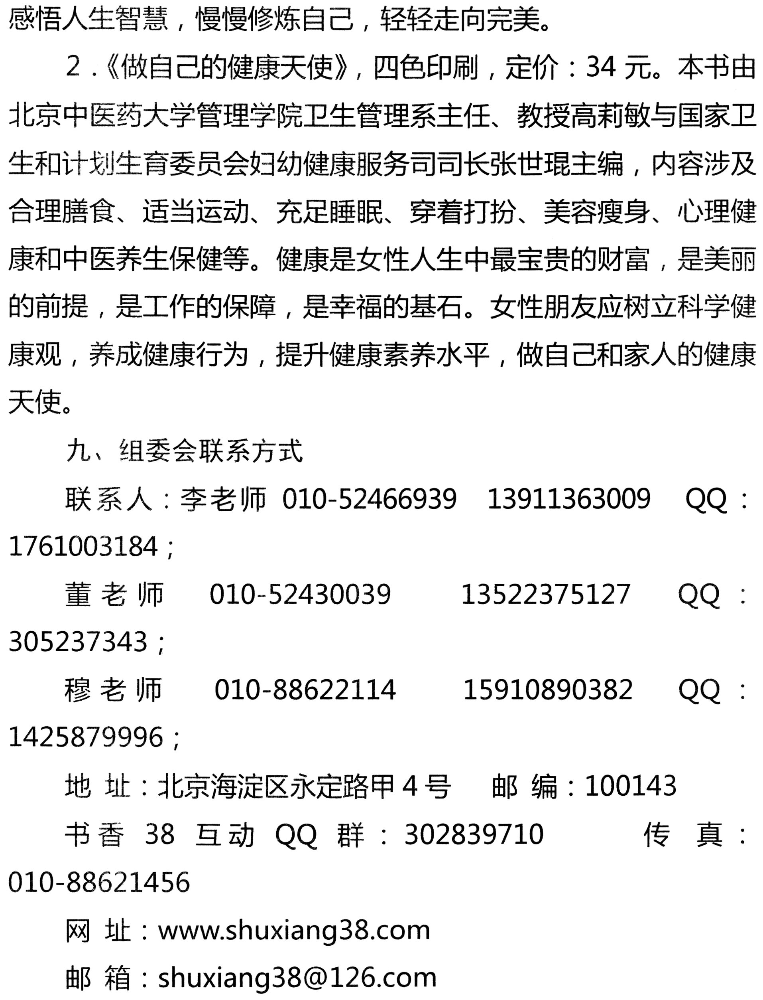 感悟人生智慧，慢慢修炼自己，轻轻走向完美。
2．《做自己的健康天使》，四色印刷，定价：34 元。本书由
北京中医药大学管理学院卫生管理系主任、教授高莉敏与国家卫
生和计划生育委员会妇幼健康服务司司长张世琨主编，内容涉及
合理膳食、适当运动、充足睡眠、穿着打扮、美容瘦身、心理健
康和中医养生保健等。健康是女性人生中最宝贵的财富，是美丽
的前提，是工作的保障，是幸福的基石。女性朋友应树立科学健
康观，养成健康行为，提升健康素养水平，做自己和家人的健康
天使。
九、组委会联系方式
联系人：李老师 010-52466939 13911363009 QQ：
1761003184；
董老师 010-52430039 13522375127 QQ：
305237343；
穆老师 010-88622114 15910890382 QQ：
1425879996；
地 址：北京海淀区永定路甲 4 号 邮 编：100143
书香 38 互动 QQ 群：302839710 传 真：
010-88621456
网 址：www.shuxiang38.com
邮 箱：shuxiang38@126.com